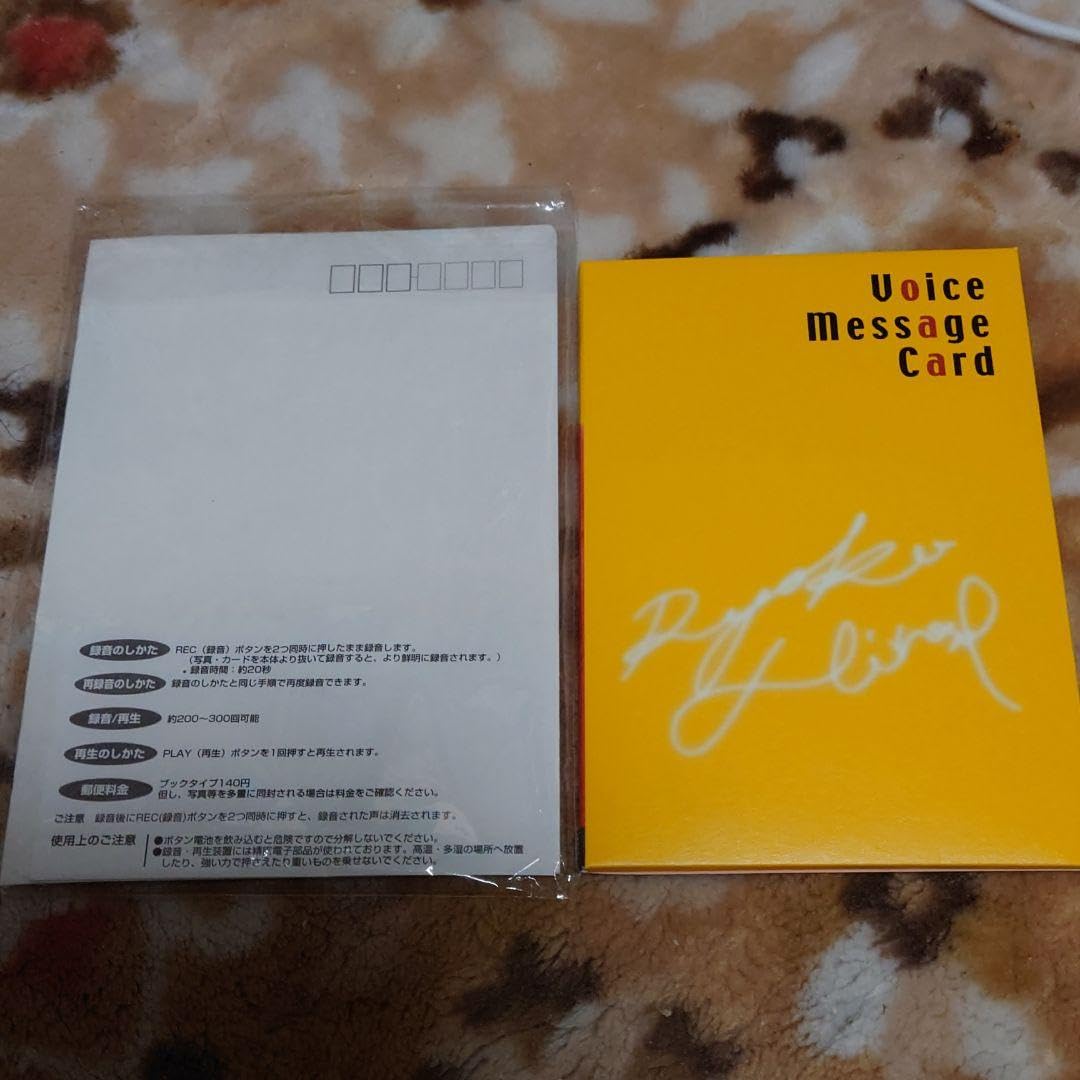 録音のしかた REC（録音）ボタンを2つ同時に押したまま録音します。
（写真・カードを本体より抜いて録音すると、より鮮明に録音されます。）
・録音時間：約20秒
再録音のしかた 録音のしかたと同じ手順で再度録音できます。
録音/再生 約200〜300回可能
再生のしかた PLAY（再生）ボタンを1回押すと再生されます。
郵便料金 ブックタイプ140円
但し、写真等を多量に同封される場合は料金をご確認ください。
ご注意 録音後にREC(録音)ボタンを2つ同時に押すと、録音された声は消去されます。
使用上のご注意 ●ボタン電池を飲み込むと危険ですので分解しないでください。
●録音・再生装置には精密電子部品が使われております。高温・多湿の場所へ放置
したり、強い力で押さえたり重いものを乗せないでください。
Voice
Message
Card
Ryoko